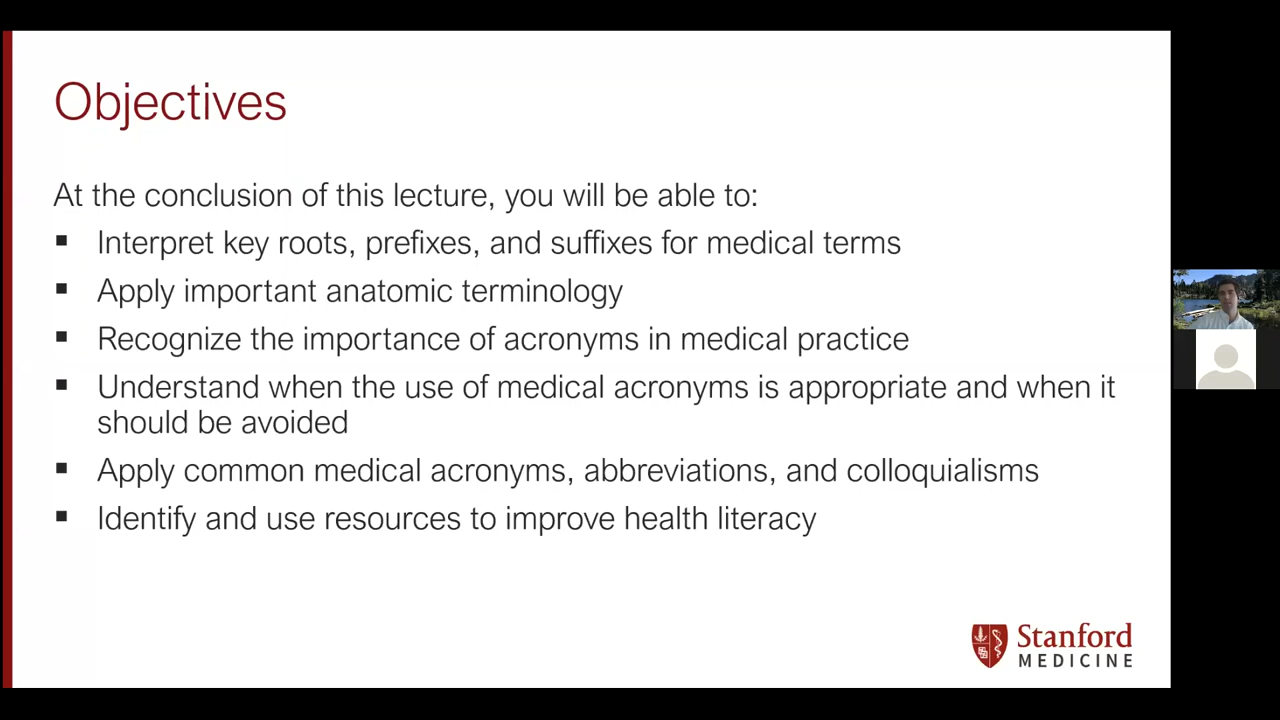 Objectives
At the conclusion of this lecture, you will be able to:
▪ Interpret key roots, prefixes, and suffixes for medical terms
▪ Apply important anatomic terminology
▪ Recognize the importance of acronyms in medical practice
▪ Understand when the use of medical acronyms is appropriate and when it
should be avoided
▪ Apply common medical acronyms, abbreviations, and colloquialisms
▪ Identify and use resources to improve health literacy
Stanford
MEDICINE